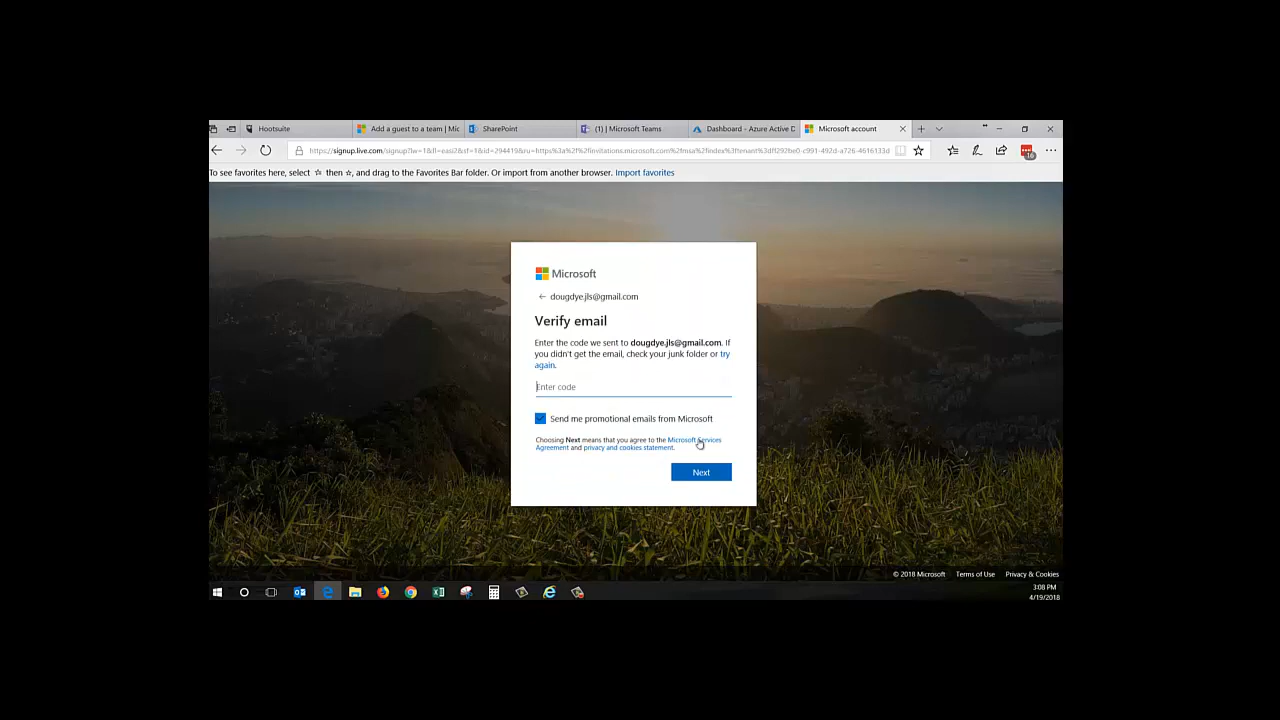 Hootsuite
Add a guest to a team | Mic
SharePoint
(1) | Microsoft Teams
Dashboard - Azure Active D
Microsoft account
16
To see favorites here, select ☆ then ☆, and drag to the Favorites Bar folder. Or import from another browser. Import favorites
Microsoft
← dougdye.jls@gmail.com
Verify email
Enter the code we sent to dougdye.jls@gmail.com. If
you didn't get the email, check your junk folder or try
again.
Enter code
Send me promotional emails from Microsoft
Choosing Next means that you agree to the Microsoft Services
Agreement and privacy and cookies statement.
Next
© 2018 Microsoft Terms of Use Privacy & Cookies
3:08 PM
4/19/2018